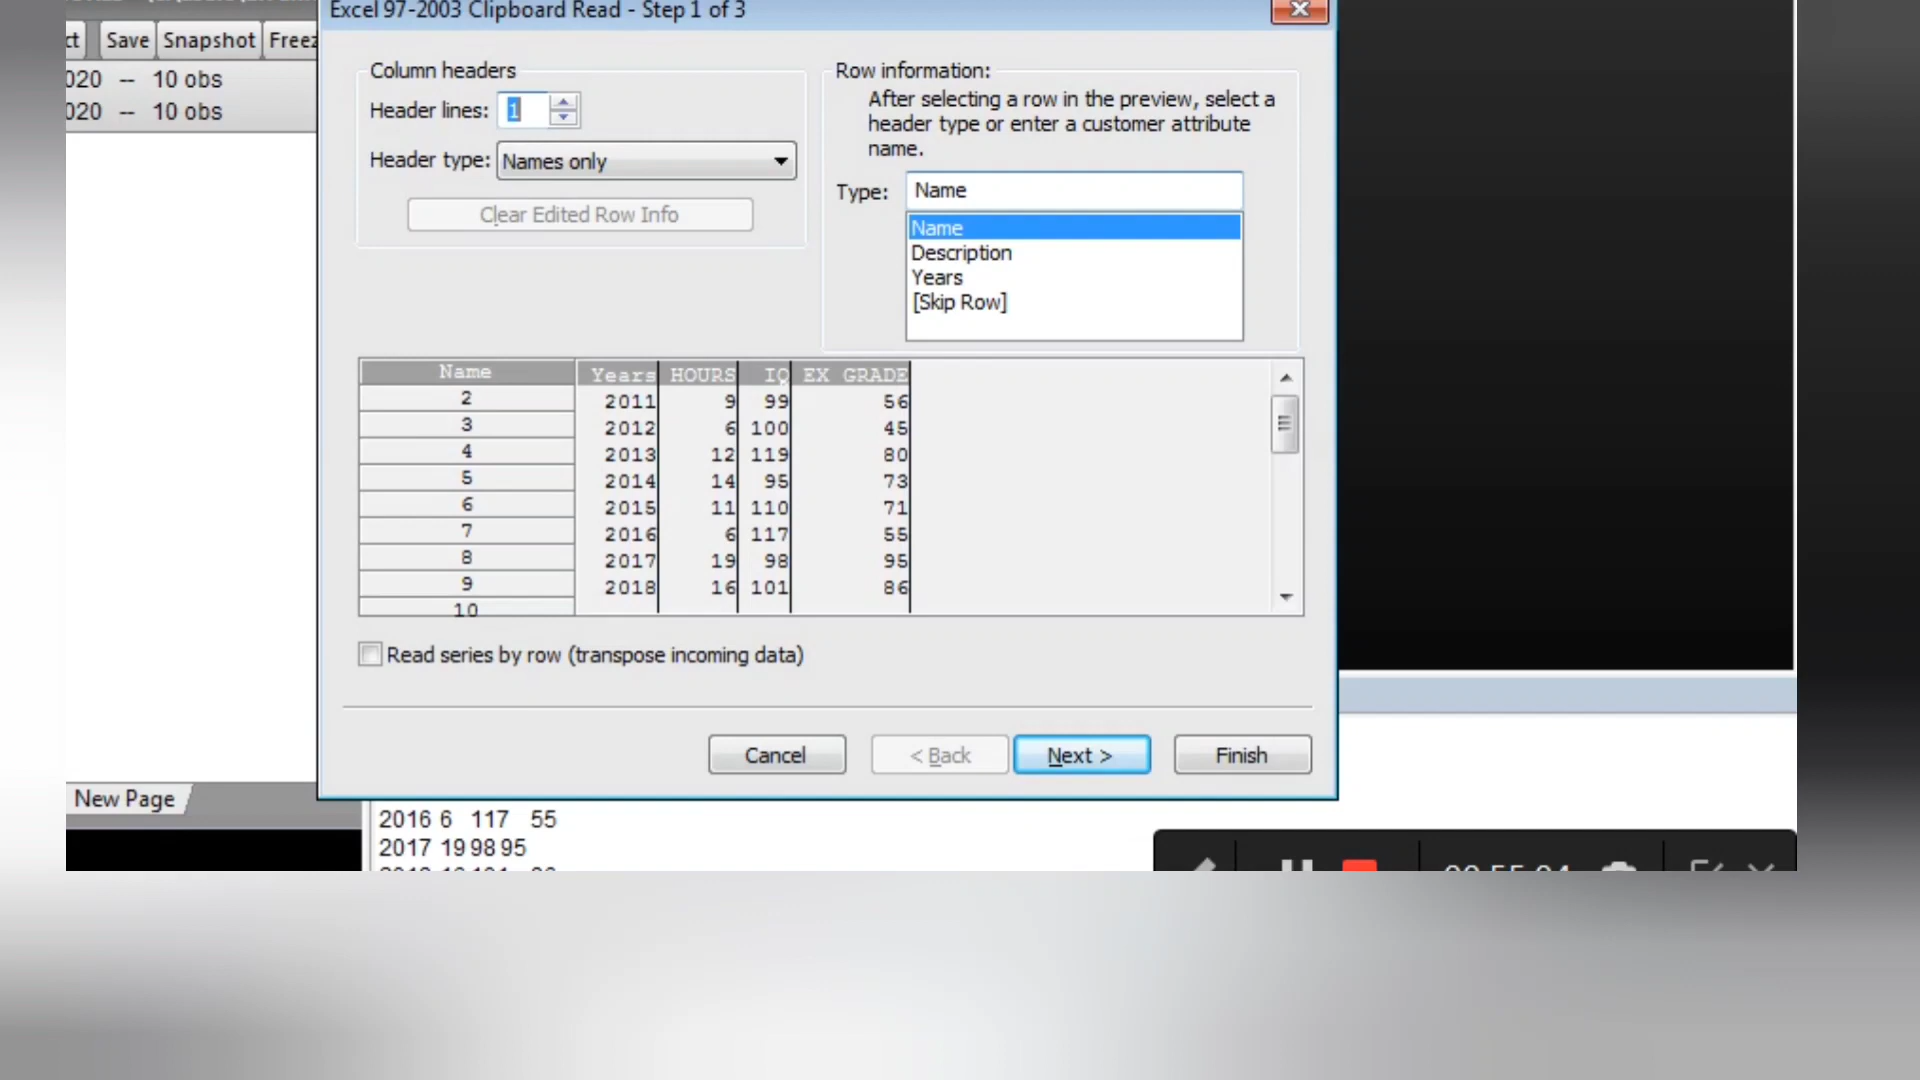 Excel 97-2003 Clipboard Read - Step 1 of 3
ct Save Snapshot Freez
020 -- 10 obs
020 -- 10 obs
Column headers
Header lines: 1
Header type: Names only
Clear Edited Row Info
Row information:
After selecting a row in the preview, select a
header type or enter a customer attribute
name.
Type: Name
Name
Description
Years
[Skip Row]
Name Years HOURS IQ EX GRADE
2 2011 9 99 56
3 2012 6 100 45
4 2013 12 119 80
5 2014 14 95 73
6 2015 11 110 71
7 2016 6 117 55
8 2017 19 98 95
9 2018 16 101 86
10
Read series by row (transpose incoming data)
Cancel < Back Next > Finish
New Page
2016 6 117 55
2017 19 98 95